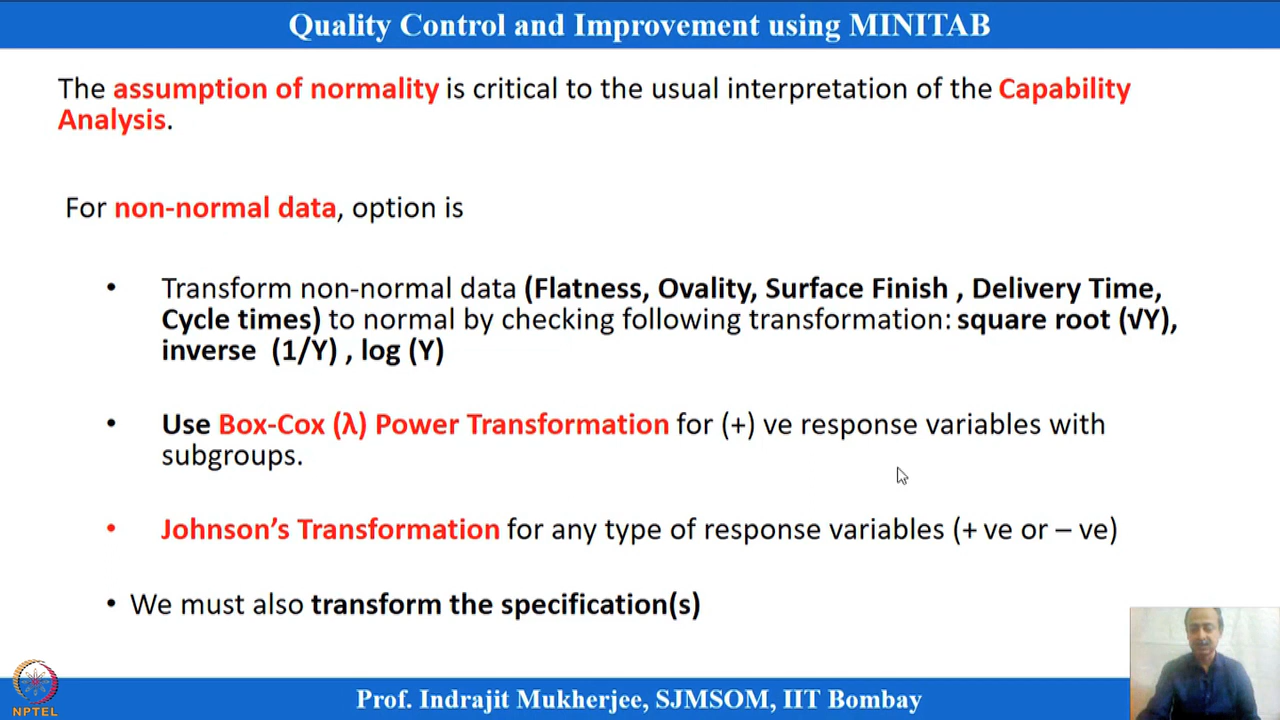 Quality Control and Improvement using MINITAB
The assumption of normality is critical to the usual interpretation of the Capability
Analysis.
For non-normal data, option is
• Transform non-normal data (Flatness, Ovality, Surface Finish , Delivery Time,
Cycle times) to normal by checking following transformation: square root (√Y),
inverse (1/Y) , log (Y)
• Use Box-Cox (λ) Power Transformation for (+) ve response variables with
subgroups.
• Johnson's Transformation for any type of response variables (+ ve or – ve)
• We must also transform the specification(s)
NPTEL
Prof. Indrajit Mukherjee, SJMSOM, IIT Bombay